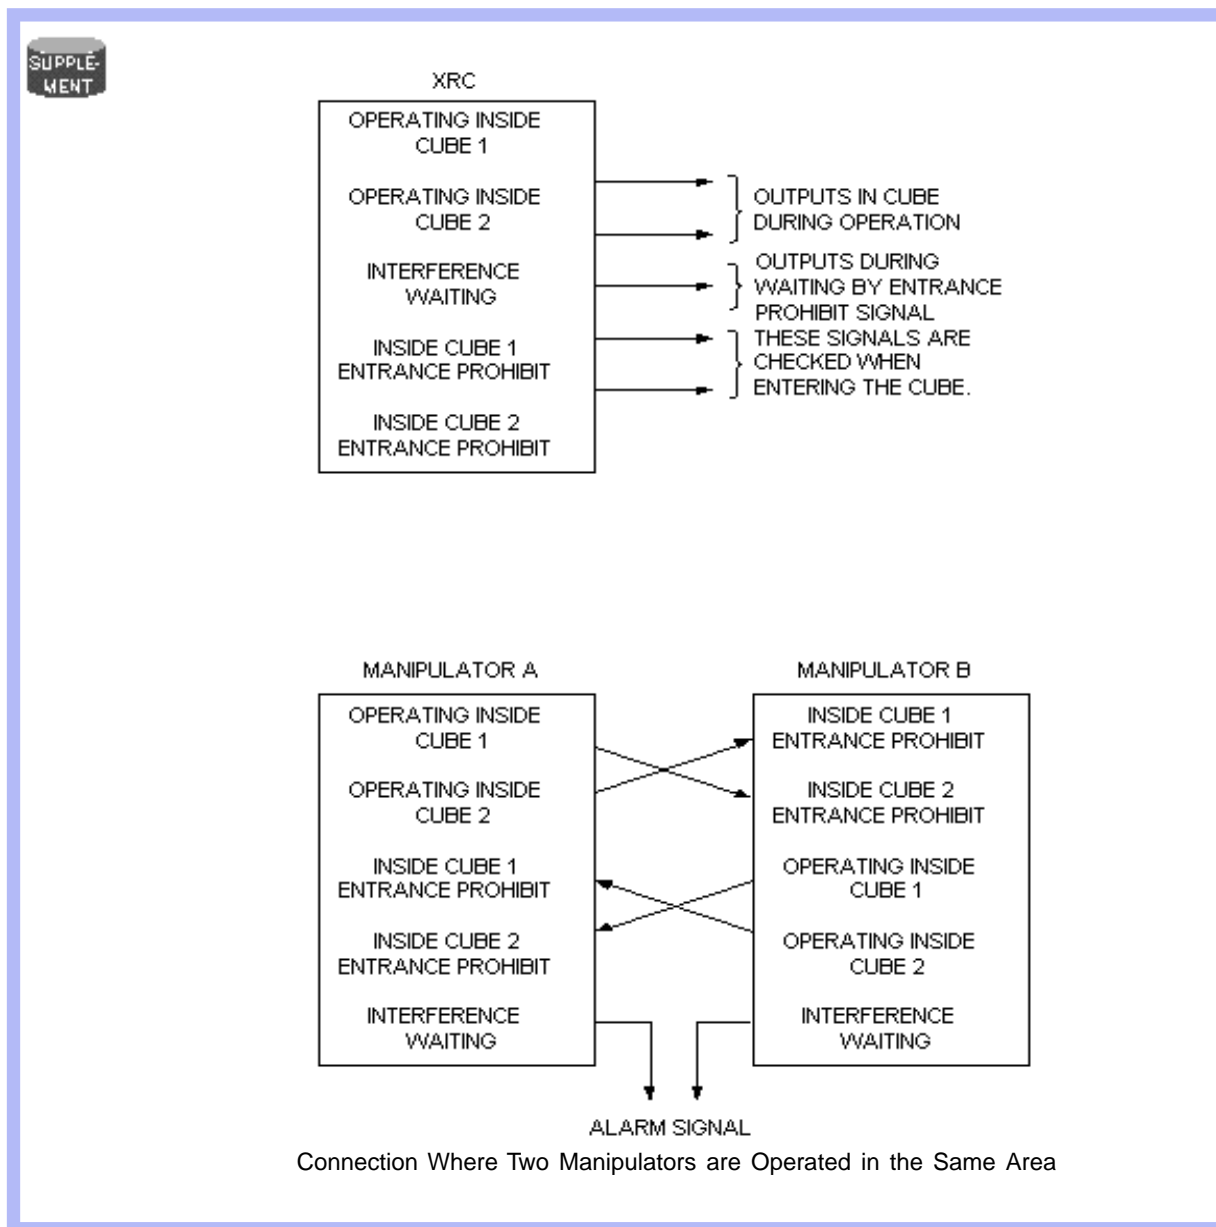 SUPPLE-
MENT
XRC
OPERATING INSIDE
CUBE 1
OPERATING INSIDE
CUBE 2
INTERFERENCE
WAITING
INSIDE CUBE 1
ENTRANCE PROHIBIT
INSIDE CUBE 2
ENTRANCE PROHIBIT
OUTPUTS IN CUBE
DURING OPERATION
OUTPUTS DURING
WAITING BY ENTRANCE
PROHIBIT SIGNAL
THESE SIGNALS ARE
CHECKED WHEN
ENTERING THE CUBE.
MANIPULATOR A
OPERATING INSIDE
CUBE 1
OPERATING INSIDE
CUBE 2
INSIDE CUBE 1
ENTRANCE PROHIBIT
INSIDE CUBE 2
ENTRANCE PROHIBIT
INTERFERENCE
WAITING
MANIPULATOR B
INSIDE CUBE 1
ENTRANCE PROHIBIT
INSIDE CUBE 2
ENTRANCE PROHIBIT
OPERATING INSIDE
CUBE 1
OPERATING INSIDE
CUBE 2
INTERFERENCE
WAITING
ALARM SIGNAL
Connection Where Two Manipulators are Operated in the Same Area